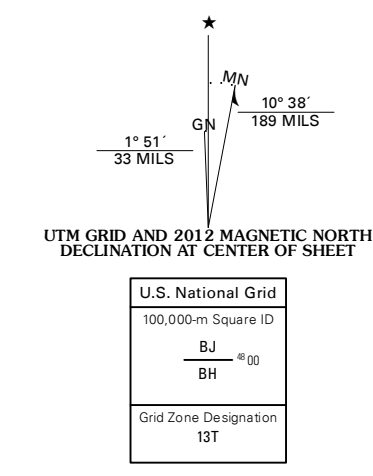 ★
MN
GN
10° 38´
189 MILS
1° 51´
33 MILS
UTM GRID AND 2012 MAGNETIC NORTH
DECLINATION AT CENTER OF SHEET
U.S. National Grid
100,000-m Square ID
BJ
48 00
BH
Grid Zone Designation
13T